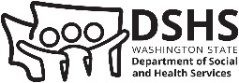 DSHS
WASHINGTON STATE
Department of Social
and Health Services